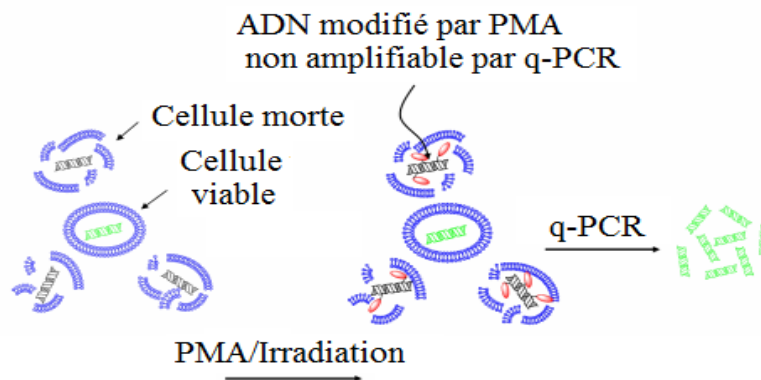 ADN modifié par PMA
non amplifiable par q-PCR
Cellule morte
Cellule
viable
q-PCR
PMA/Irradiation